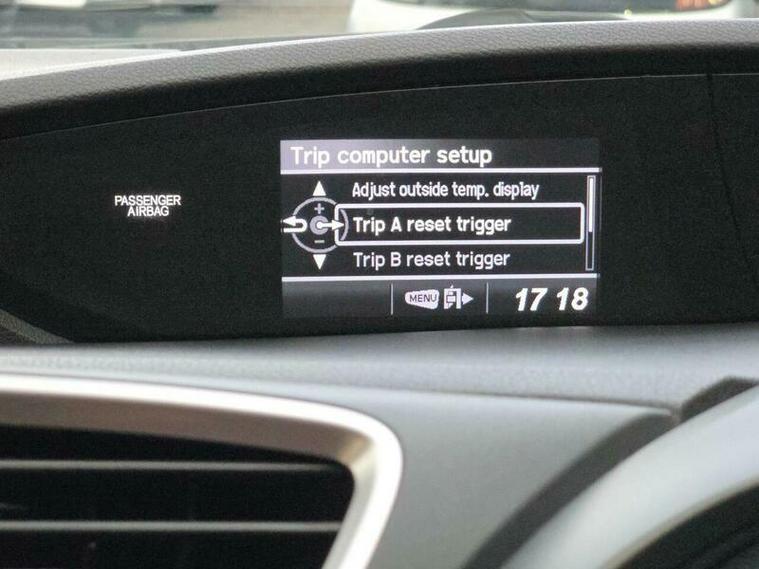 Trip computer setup
PASSENGER
AIRBAG
Adjust outside temp. display
Trip A reset trigger
Trip B reset trigger
MENU
17 18